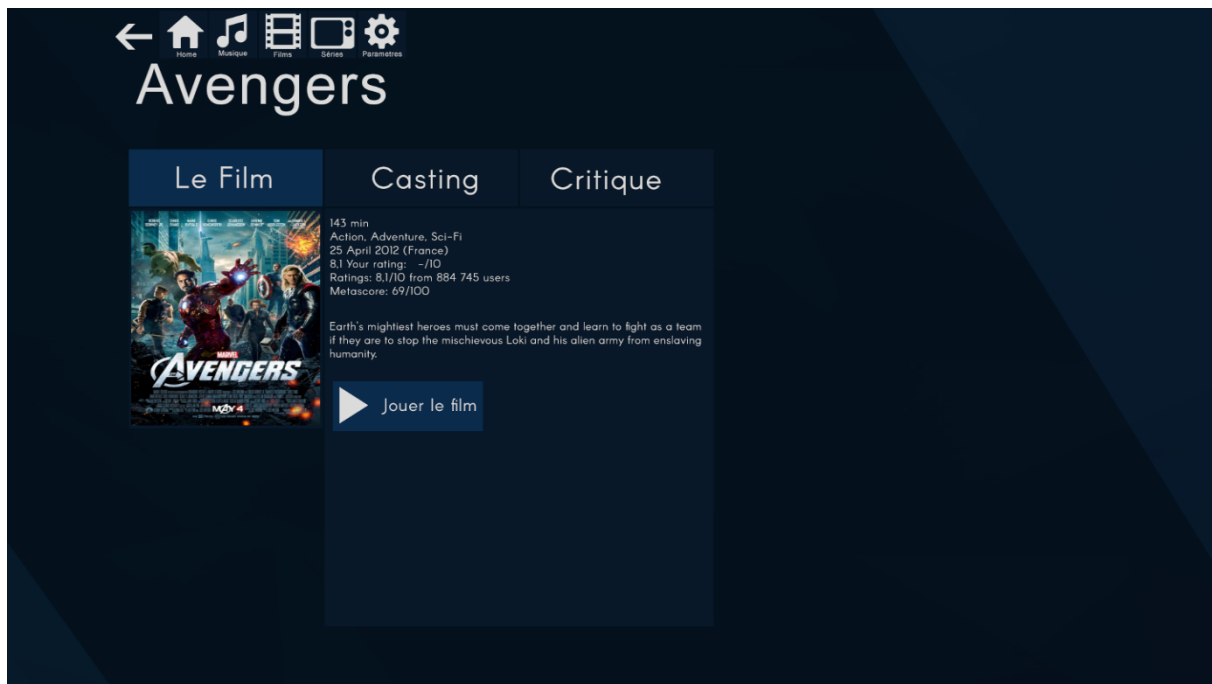 Home Musique Films Séries Parametres
Avengers
Le Film Casting Critique
143 min
Action, Adventure, Sci-Fi
25 April 2012 (France)
8,1 Your rating: -/10
Ratings: 8,1/10 from 884 745 users
Metascore: 69/100
Earth's mightiest heroes must come together and learn to fight as a team
if they are to stop the mischievous Loki and his alien army from enslaving
humanity.
Jouer le film
MARVEL
AVENGERS
MAY 4